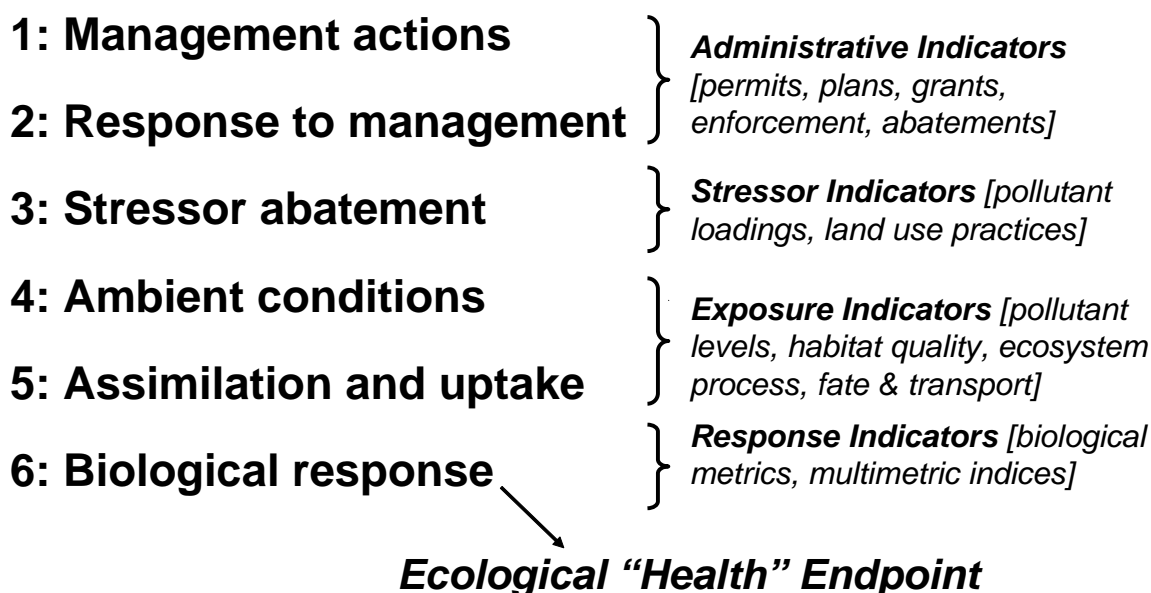 1: Management actions
2: Response to management
Administrative Indicators
[permits, plans, grants,
enforcement, abatements]
3: Stressor abatement
Stressor Indicators [pollutant
loadings, land use practices]
4: Ambient conditions
5: Assimilation and uptake
Exposure Indicators [pollutant
levels, habitat quality, ecosystem
process, fate & transport]
6: Biological response
Response Indicators [biological
metrics, multimetric indices]
Ecological “Health” Endpoint